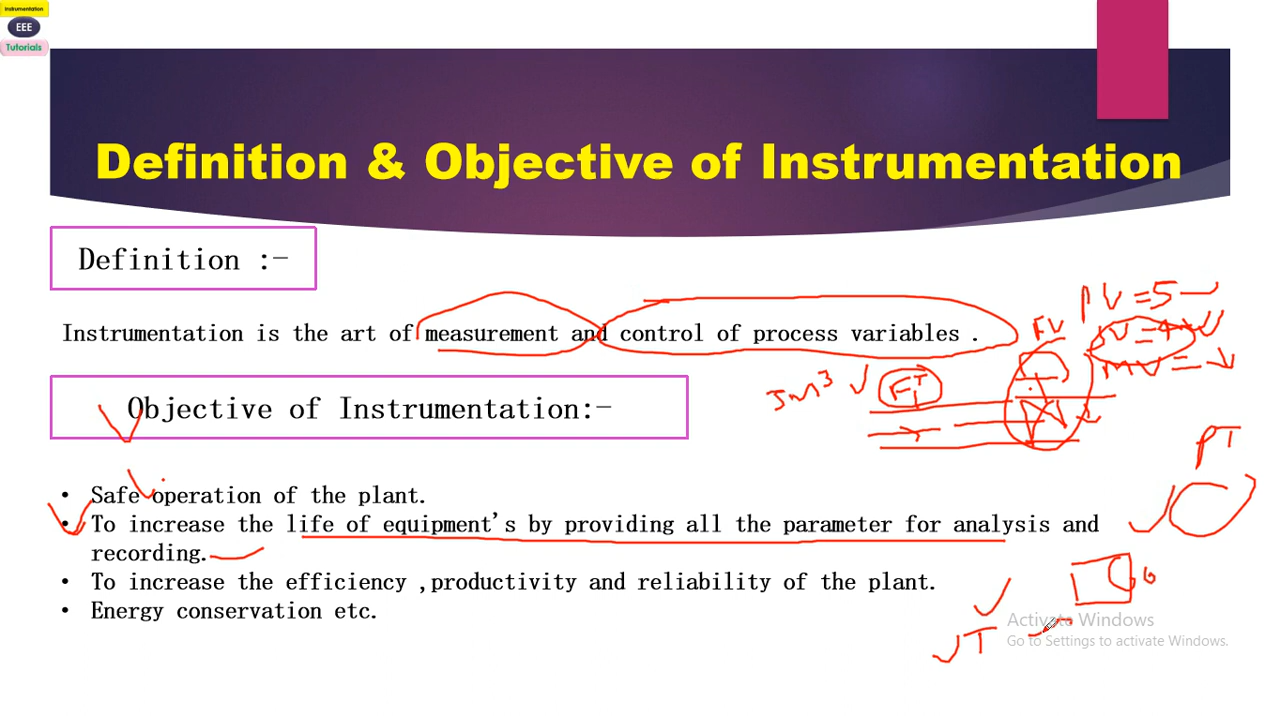 Instrumentation
EEE
Tutorials
Definition & Objective of Instrumentation
Definition :-
Instrumentation is the art of measurement and control of process variables .
Objective of Instrumentation:-
• Safe operation of the plant.
• To increase the life of equipment's by providing all the parameter for analysis and
recording.
• To increase the efficiency ,productivity and reliability of the plant.
• Energy conservation etc.
PV=5
FV
MV=
5m³
FT
PT
T
Activate Windows
Go to Settings to activate Windows.